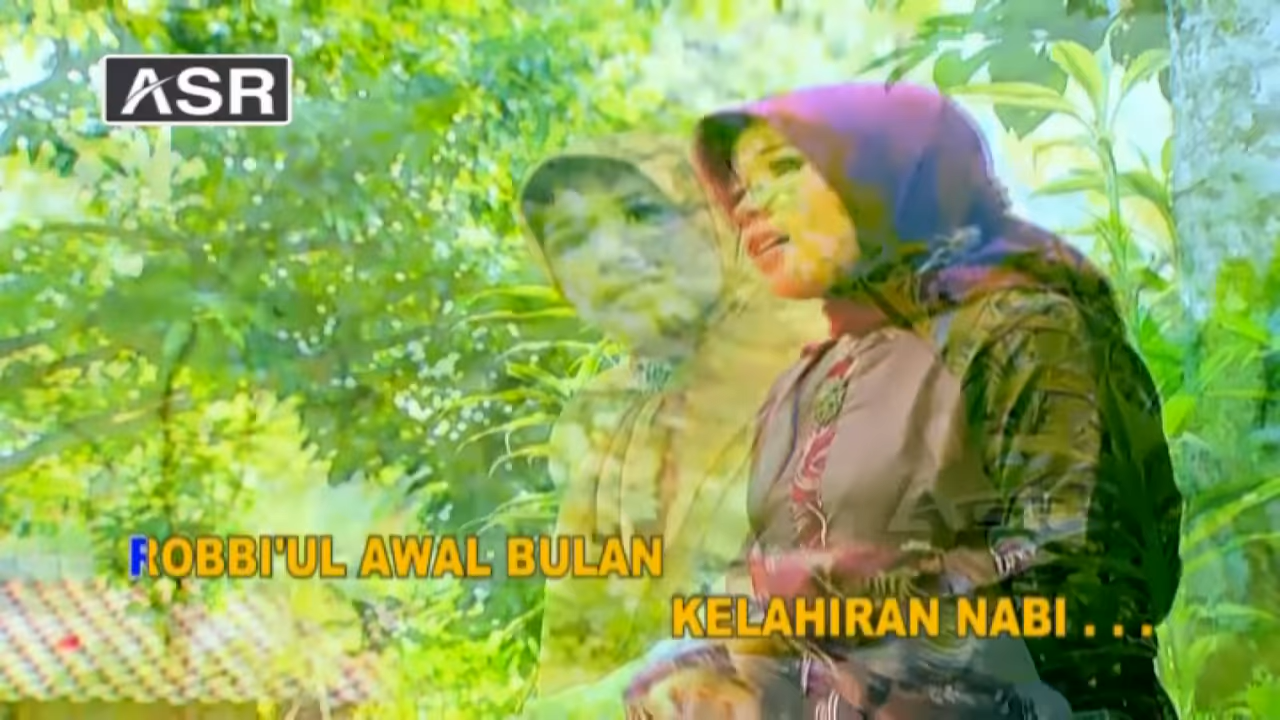 ASR
ROBBI'UL AWAL BULAN
KELAHIRAN NABI . . .